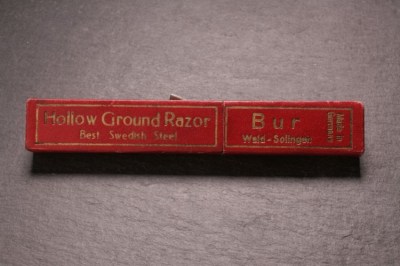 Hollow Ground Razor
Best Swedish Steel
Bur
Wald-Solingen
Made in
Germany